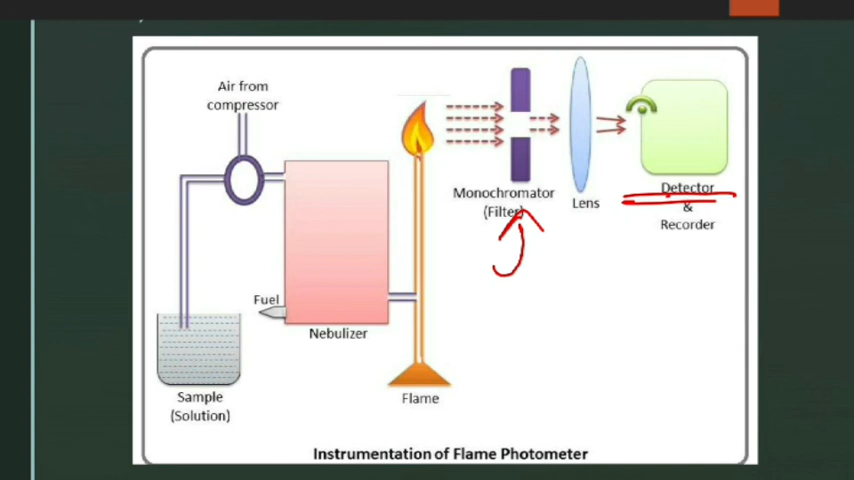 Air from
compressor
Monochromator
(Filter)
Lens
Detector
&
Recorder
Fuel
Nebulizer
Sample
(Solution)
Flame
Instrumentation of Flame Photometer